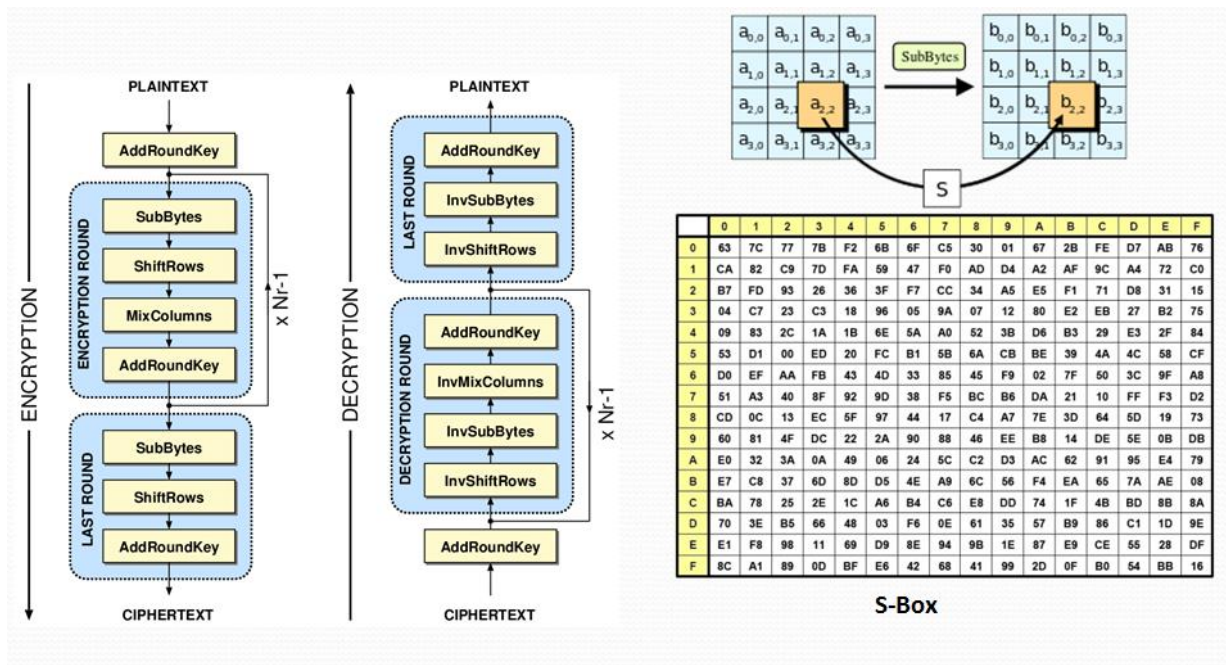 ENCRYPTION
PLAINTEXT
AddRoundKey
ENCRYPTION ROUND
SubBytes
ShiftRows
MixColumns
AddRoundKey
x Nr-1
LAST ROUND
SubBytes
ShiftRows
AddRoundKey
CIPHERTEXT
DECRYPTION
PLAINTEXT
LAST ROUND
AddRoundKey
InvSubBytes
InvShiftRows
DECRYPTION ROUND
AddRoundKey
InvMixColumns
InvSubBytes
InvShiftRows
x Nr-1
AddRoundKey
CIPHERTEXT
a0,0 a0,1 a0,2 a0,3
a1,0 a1,1 a1,2 a1,3
a2,0 a2,1 a2,2 a2,3
a3,0 a3,1 a3,2 a3,3
SubBytes
b0,0 b0,1 b0,2 b0,3
b1,0 b1,1 b1,2 b1,3
b2,0 b2,1 b2,2 b2,3
b3,0 b3,1 b3,2 b3,3
S
0 1 2 3 4 5 6 7 8 9 A B C D E F
0 63 7C 77 7B F2 6B 6F C5 30 01 67 2B FE D7 AB 76
1 CA 82 C9 7D FA 59 47 F0 AD D4 A2 AF 9C A4 72 C0
2 B7 FD 93 26 36 3F F7 CC 34 A5 E5 F1 71 D8 31 15
3 04 C7 23 C3 18 96 05 9A 07 12 80 E2 EB 27 B2 75
4 09 83 2C 1A 1B 6E 5A A0 52 3B D6 B3 29 E3 2F 84
5 53 D1 00 ED 20 FC B1 5B 6A CB BE 39 4A 4C 58 CF
6 D0 EF AA FB 43 4D 33 85 45 F9 02 7F 50 3C 9F A8
7 51 A3 40 8F 92 9D 38 F5 BC B6 DA 21 10 FF F3 D2
8 CD 0C 13 EC 5F 97 44 17 C4 A7 7E 3D 64 5D 19 73
9 60 81 4F DC 22 2A 90 88 46 EE B8 14 DE 5E 0B DB
A E0 32 3A 0A 49 06 24 5C C2 D3 AC 62 91 95 E4 79
B E7 C8 37 6D 8D D5 4E A9 6C 56 F4 EA 65 7A AE 08
C BA 78 25 2E 1C A6 B4 C6 E8 DD 74 1F 4B BD 8B 8A
D 70 3E B5 66 48 03 F6 0E 61 35 57 B9 86 C1 1D 9E
E E1 F8 98 11 69 D9 8E 94 9B 1E 87 E9 CE 55 28 DF
F 8C A1 89 0D BF E6 42 68 41 99 2D 0F B0 54 BB 16
S-Box